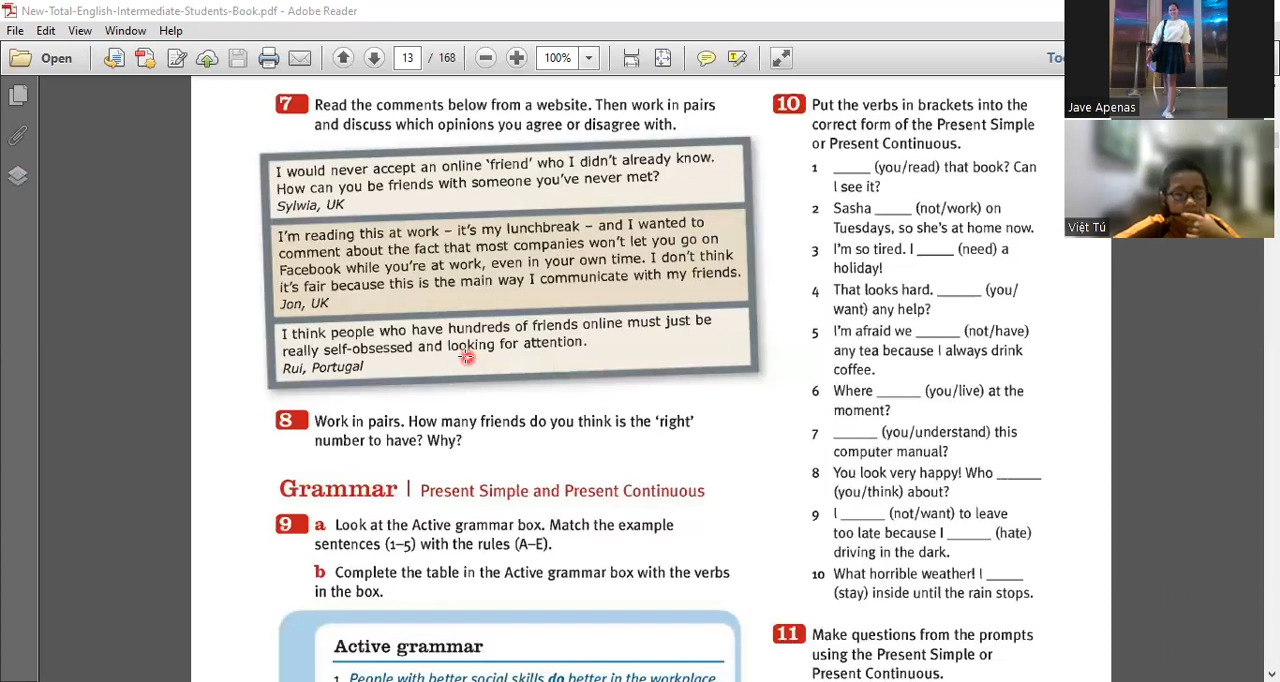 New-Total-English-Intermediate-Students-Book.pdf - Adobe Reader
File Edit View Window Help
Open 13 / 168 100%
7 Read the comments below from a website. Then work in pairs
and discuss which opinions you agree or disagree with.
I would never accept an online 'friend' who I didn't already know.
How can you be friends with someone you've never met?
Sylwia, UK
I'm reading this at work – it's my lunchbreak – and I wanted to
comment about the fact that most companies won't let you go on
Facebook while you're at work, even in your own time. I don't think
it's fair because this is the main way I communicate with my friends.
Jon, UK
I think people who have hundreds of friends online must just be
really self-obsessed and looking for attention.
Rui, Portugal
8 Work in pairs. How many friends do you think is the 'right'
number to have? Why?
Grammar | Present Simple and Present Continuous
9 a Look at the Active grammar box. Match the example
sentences (1–5) with the rules (A–E).
b Complete the table in the Active grammar box with the verbs
in the box.
Active grammar
1 People with better social skills do better in the workplace
10 Put the verbs in brackets into the
correct form of the Present Simple
or Present Continuous.
1 _____ (you/read) that book? Can
I see it?
2 Sasha _____ (not/work) on
Tuesdays, so she's at home now.
3 I'm so tired. I _____ (need) a
holiday!
4 That looks hard. ______ (you/
want) any help?
5 I'm afraid we ______ (not/have)
any tea because I always drink
coffee.
6 Where ______ (you/live) at the
moment?
7 ______ (you/understand) this
computer manual?
8 You look very happy! Who ______
(you/think) about?
9 I ______ (not/want) to leave
too late because I ______ (hate)
driving in the dark.
10 What horrible weather! I _____
(stay) inside until the rain stops.
11 Make questions from the prompts
using the Present Simple or
Present Continuous.
Jave Apenas
Việt Tú